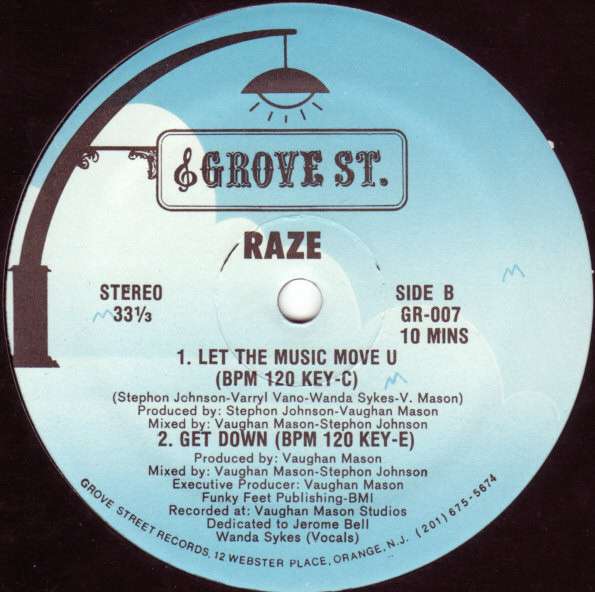 GROVE ST.
RAZE
STEREO
33⅓
SIDE B
GR-007
10 MINS
1. LET THE MUSIC MOVE U
(BPM 120 KEY-C)
(Stephon Johnson-Varryl Vano-Wanda Sykes-V. Mason)
Produced by: Stephon Johnson-Vaughan Mason
Mixed by: Vaughan Mason-Stephon Johnson
2. GET DOWN (BPM 120 KEY-E)
Produced by: Vaughan Mason
Mixed by: Vaughan Mason-Stephon Johnson
Executive Producer: Vaughan Mason
Funky Feet Publishing-BMI
Recorded at: Vaughan Mason Studios
Dedicated to Jerome Bell
Wanda Sykes (Vocals)
GROVE STREET RECORDS, 12 WEBSTER PLACE, ORANGE, N.J. (201) 675-5674